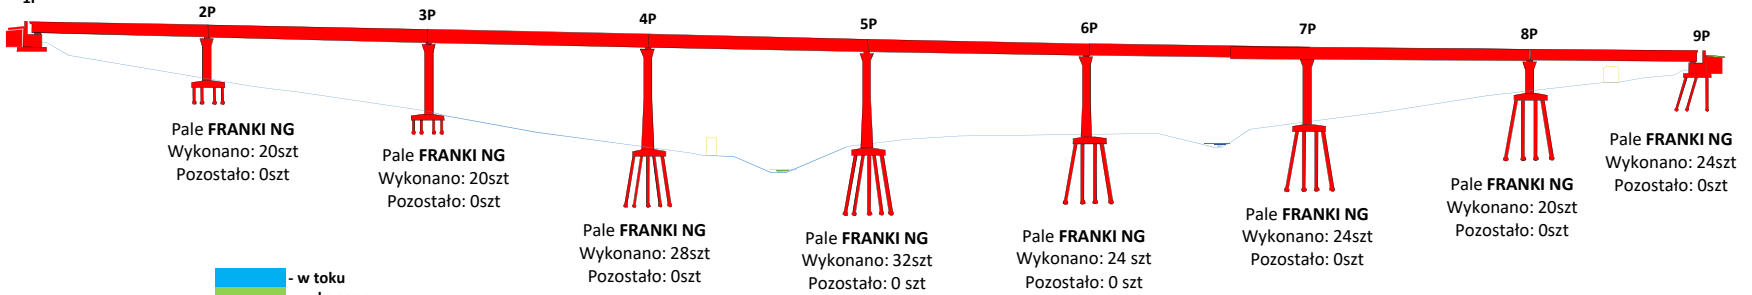 1P
2P
3P
4P
5P
6P
7P
8P
9P
Pale FRANKI NG
Wykonano: 20szt
Pozostało: 0szt
Pale FRANKI NG
Wykonano: 20szt
Pozostało: 0szt
Pale FRANKI NG
Wykonano: 28szt
Pozostało: 0szt
Pale FRANKI NG
Wykonano: 32szt
Pozostało: 0 szt
Pale FRANKI NG
Wykonano: 24 szt
Pozostało: 0 szt
Pale FRANKI NG
Wykonano: 24szt
Pozostało: 0szt
Pale FRANKI NG
Wykonano: 20szt
Pozostało: 0szt
Pale FRANKI NG
Wykonano: 24szt
Pozostało: 0szt
- w toku